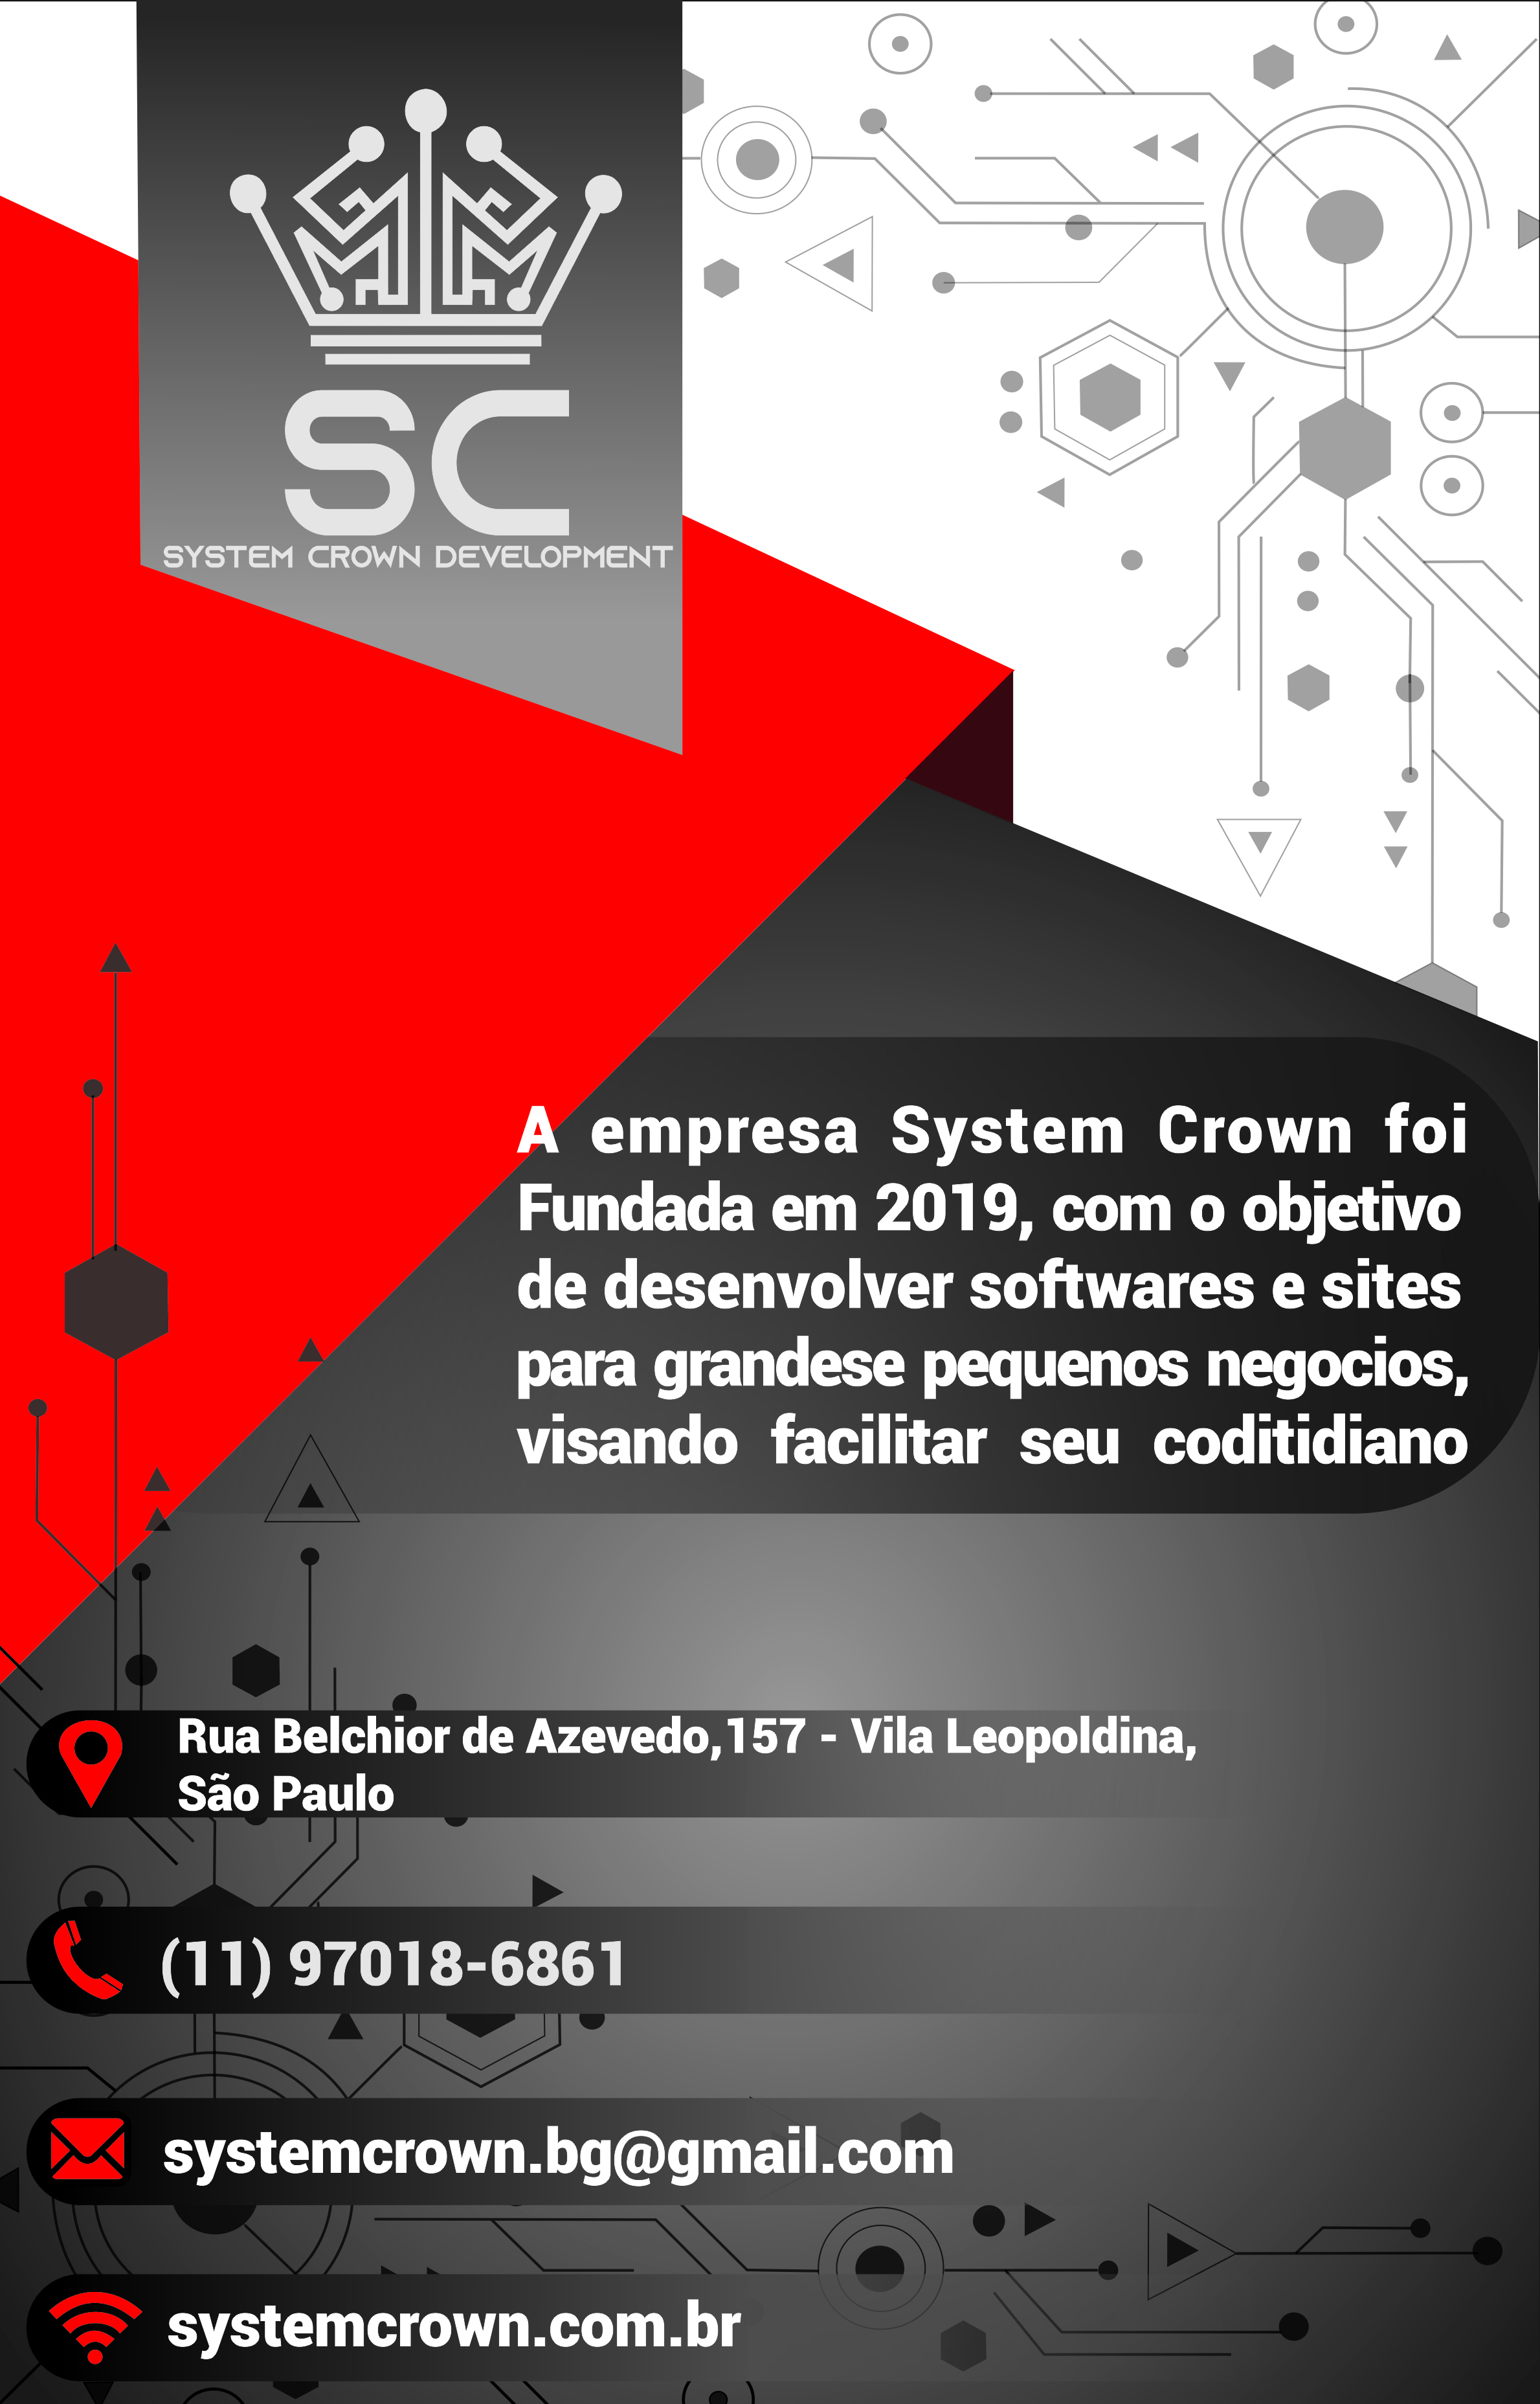 SC
SYSTEM CROWN DEVELOPMENT
A empresa System Crown foi
Fundada em 2019, com o objetivo
de desenvolver softwares e sites
para grandese pequenos negocios,
visando facilitar seu coditidiano
Rua Belchior de Azevedo,157 - Vila Leopoldina,
São Paulo
(11) 97018-6861
systemcrown.bg@gmail.com
systemcrown.com.br